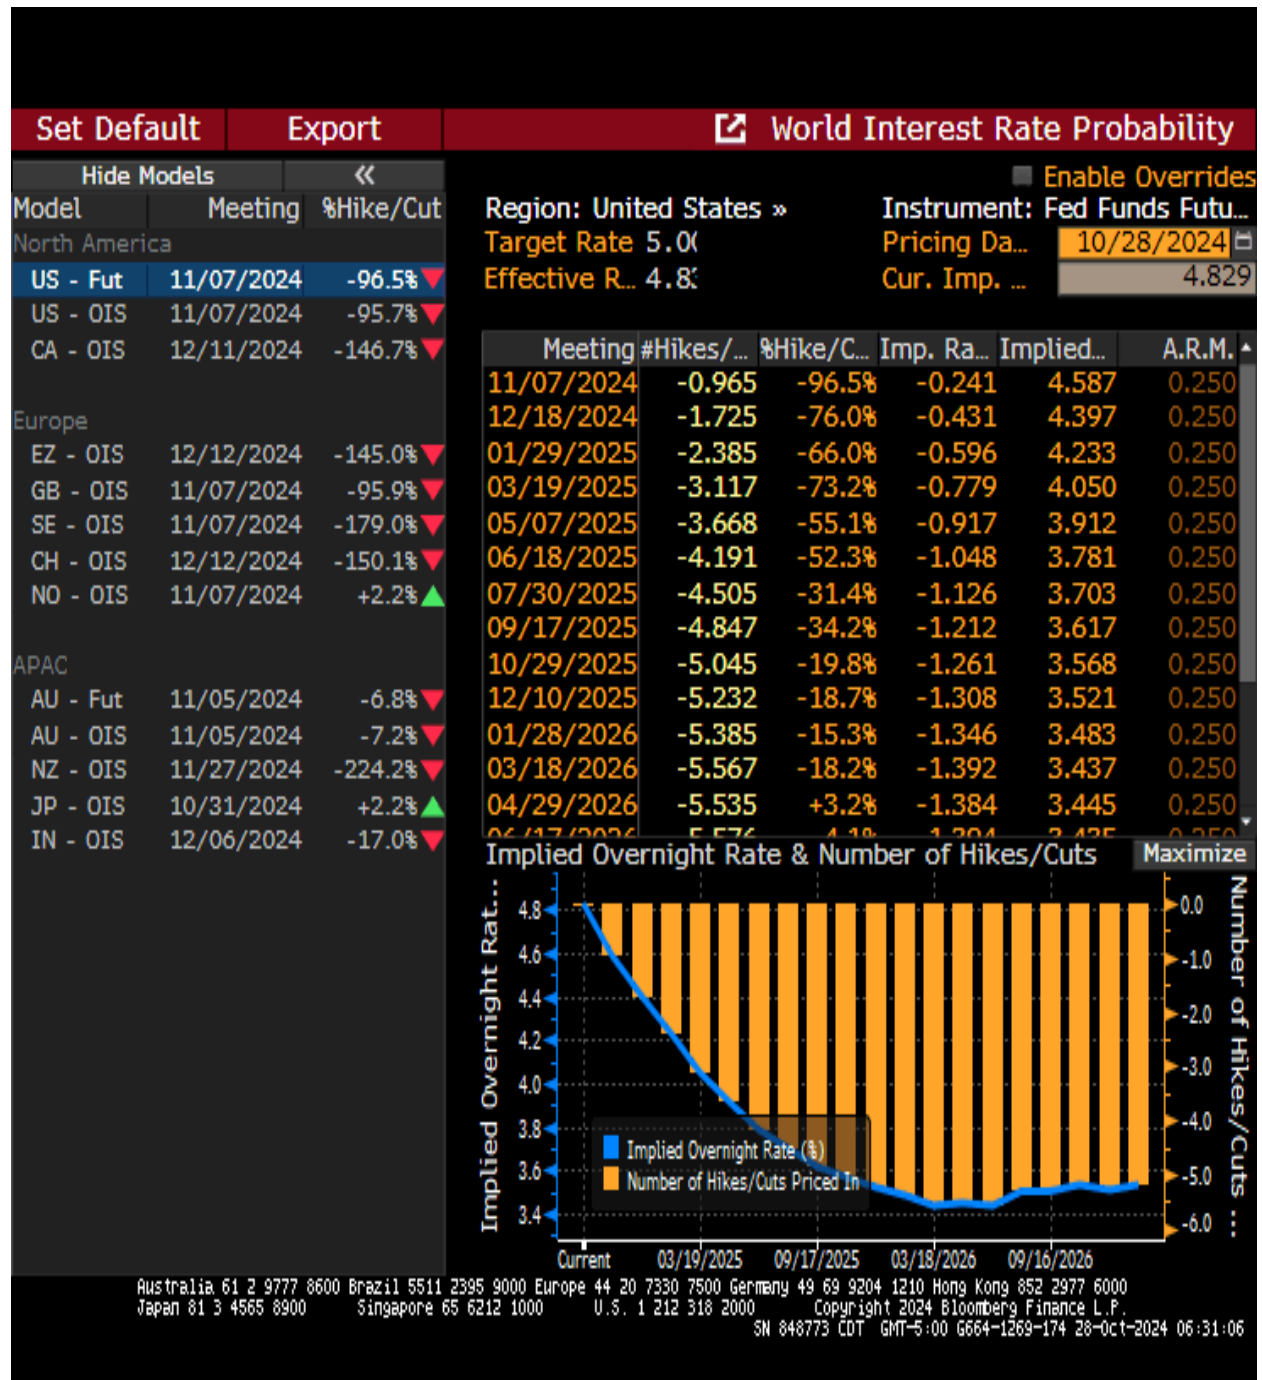 Set Default Export World Interest Rate Probability
Hide Models «
Enable Overrides
Model Meeting %Hike/Cut
Region: United States » Instrument: Fed Funds Futu...
North America
Target Rate 5.0 Pricing Da... 10/28/2024
US - Fut 11/07/2024 -96.5%
Effective R... 4.8 Cur. Imp. ... 4.829
US - OIS 11/07/2024 -95.7%
CA - OIS 12/11/2024 -146.7%
Europe
EZ - OIS 12/12/2024 -145.0%
GB - OIS 11/07/2024 -95.9%
SE - OIS 11/07/2024 -179.0%
CH - OIS 12/12/2024 -150.1%
NO - OIS 11/07/2024 +2.2%
APAC
AU - Fut 11/05/2024 -6.8%
AU - OIS 11/05/2024 -7.2%
NZ - OIS 11/27/2024 -224.2%
JP - OIS 10/31/2024 +2.2%
IN - OIS 12/06/2024 -17.0%
Meeting #Hikes/... %Hike/C... Imp. Ra... Implied... A.R.M.
11/07/2024 -0.965 -96.5% -0.241 4.587 0.250
12/18/2024 -1.725 -76.0% -0.431 4.397 0.250
01/29/2025 -2.385 -66.0% -0.596 4.233 0.250
03/19/2025 -3.117 -73.2% -0.779 4.050 0.250
05/07/2025 -3.668 -55.1% -0.917 3.912 0.250
06/18/2025 -4.191 -52.3% -1.048 3.781 0.250
07/30/2025 -4.505 -31.4% -1.126 3.703 0.250
09/17/2025 -4.847 -34.2% -1.212 3.617 0.250
10/29/2025 -5.045 -19.8% -1.261 3.568 0.250
12/10/2025 -5.232 -18.7% -1.308 3.521 0.250
01/28/2026 -5.385 -15.3% -1.346 3.483 0.250
03/18/2026 -5.567 -18.2% -1.392 3.437 0.250
04/29/2026 -5.535 +3.2% -1.384 3.445 0.250
Implied Overnight Rate & Number of Hikes/Cuts Maximize
Implied Overnight Rat...
4.8
4.6
4.4
4.2
4.0
3.8
3.6
3.4
Implied Overnight Rate (%)
Number of Hikes/Cuts Priced In
0.0
-1.0
-2.0
-3.0
-4.0
-5.0
-6.0
Number of Hikes/Cuts ...
Current 03/19/2025 09/17/2025 03/18/2026 09/16/2026
Australia 61 2 9777 8600 Brazil 5511 2395 9000 Europe 44 20 7330 7500 Germany 49 69 9204 1210 Hong Kong 852 2977 6000
Japan 81 3 4565 8900 Singapore 65 6212 1000 U.S. 1 212 318 2000 Copyright 2024 Bloomberg Finance L.P.
SN 848773 CDT GMT-5:00 G664-1269-174 28-Oct-2024 06:31:06